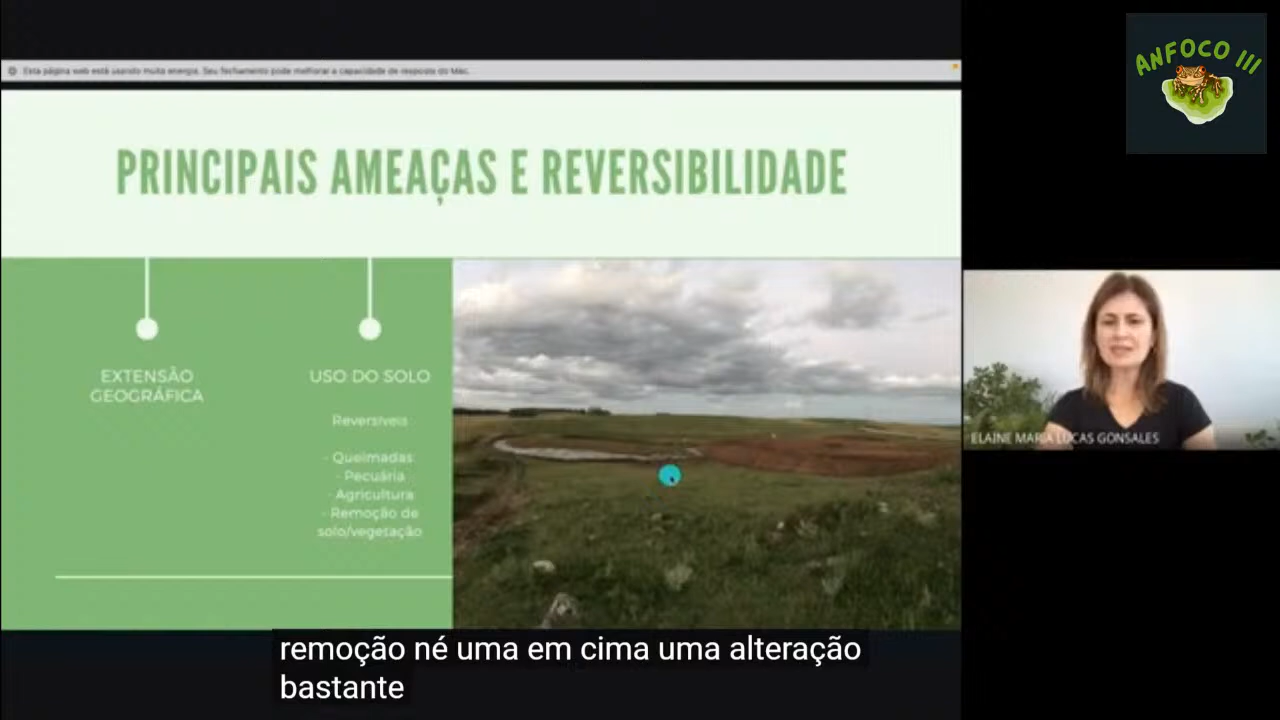 Esta página web está usando muita energia. Seu fechamento pode melhorar a capacidade de resposta do Mac.
ANFOCO III
PRINCIPAIS AMEAÇAS E REVERSIBILIDADE
EXTENSÃO
GEOGRÁFICA
USO DO SOLO
Reversíveis
- Queimadas
- Pecuária
- Agricultura
- Remoção de
solo/vegetação
ELAINE MARIA LUCAS GONSALES
remoção né uma em cima uma alteração
bastante